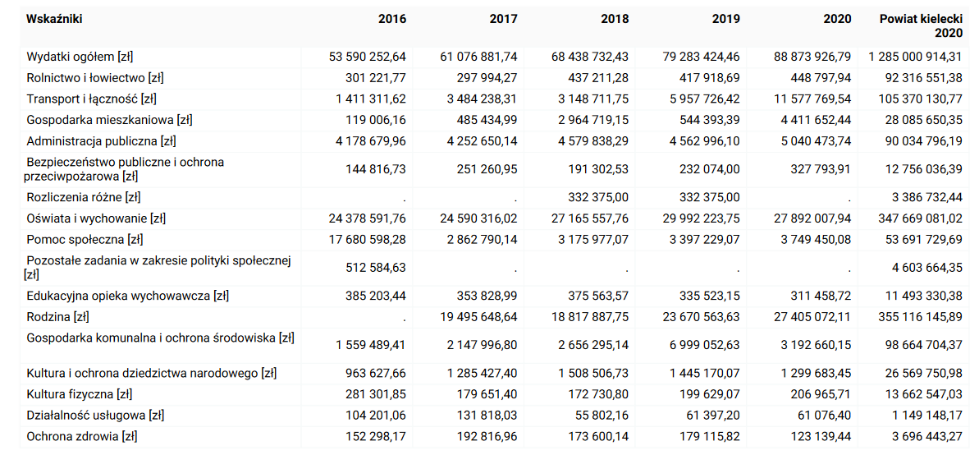 Wskaźniki 2016 2017 2018 2019 2020 Powiat kielecki
2020
Wydatki ogółem [zł] 53 590 252,64 61 076 881,74 68 438 732,43 79 283 424,46 88 873 926,79 1 285 000 914,31
Rolnictwo i łowiectwo [zł] 301 221,77 297 994,27 437 211,28 417 918,69 448 797,94 92 316 551,38
Transport i łączność [zł] 1 411 311,62 3 484 238,31 3 148 711,75 5 957 726,42 11 577 769,54 105 370 130,77
Gospodarka mieszkaniowa [zł] 119 006,16 485 434,99 2 964 719,15 544 393,39 4 411 652,44 28 085 650,35
Administracja publiczna [zł] 4 178 679,96 4 252 650,14 4 579 838,29 4 562 996,10 5 040 473,74 90 034 796,19
Bezpieczeństwo publiczne i ochrona
przeciwpożarowa [zł] 144 816,73 251 260,95 191 302,53 232 074,00 327 793,91 12 756 036,39
Rozliczenia różne [zł] . . 332 375,00 332 375,00 . 3 386 732,44
Oświata i wychowanie [zł] 24 378 591,76 24 590 316,02 27 165 557,76 29 992 223,75 27 892 007,94 347 669 081,02
Pomoc społeczna [zł] 17 680 598,28 2 862 790,14 3 175 977,07 3 397 229,07 3 749 450,08 53 691 729,69
Pozostałe zadania w zakresie polityki społecznej
[zł] 512 584,63 . . . . 4 603 664,35
Edukacyjna opieka wychowawcza [zł] 385 203,44 353 828,99 375 563,57 335 523,15 311 458,72 11 493 330,38
Rodzina [zł] . 19 495 648,64 18 817 887,75 23 670 563,63 27 405 072,11 355 116 145,89
Gospodarka komunalna i ochrona środowiska [zł] 1 559 489,41 2 147 996,80 2 656 295,14 6 999 052,63 3 192 660,15 98 664 704,37
Kultura i ochrona dziedzictwa narodowego [zł] 963 627,66 1 285 427,40 1 508 506,73 1 445 170,07 1 299 683,45 26 569 750,98
Kultura fizyczna [zł] 281 301,85 179 651,40 172 730,80 199 629,07 206 965,71 13 662 547,03
Działalność usługowa [zł] 104 201,06 131 818,03 55 802,16 61 397,20 61 076,40 1 149 148,17
Ochrona zdrowia [zł] 152 298,17 192 816,96 173 600,14 179 115,82 123 139,44 3 696 443,27